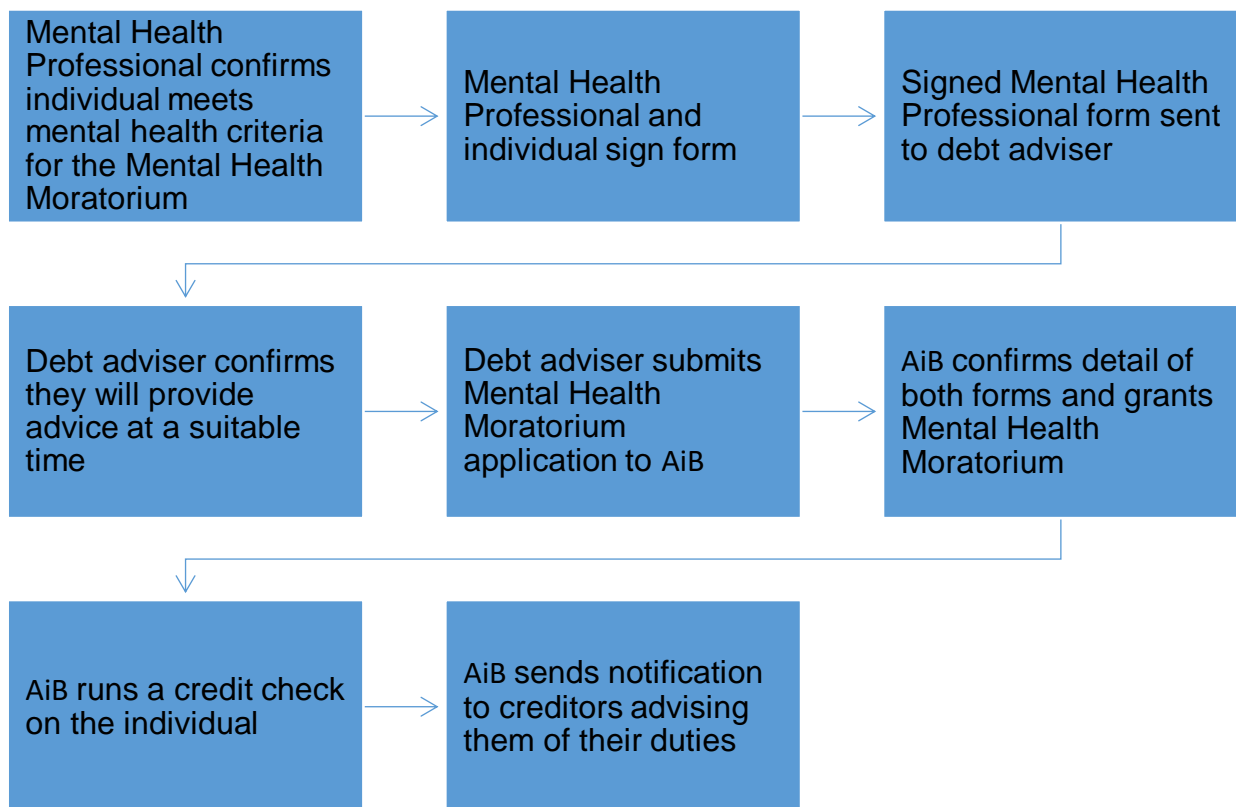 Mental Health
Professional confirms
individual meets
mental health criteria
for the Mental Health
Moratorium
Mental Health
Professional and
individual sign form
Signed Mental Health
Professional form sent
to debt adviser
Debt adviser confirms
they will provide
advice at a suitable
time
Debt adviser submits
Mental Health
Moratorium
application to AiB
AiB confirms detail of
both forms and grants
Mental Health
Moratorium
AiB runs a credit check
on the individual
AiB sends notification
to creditors advising
them of their duties